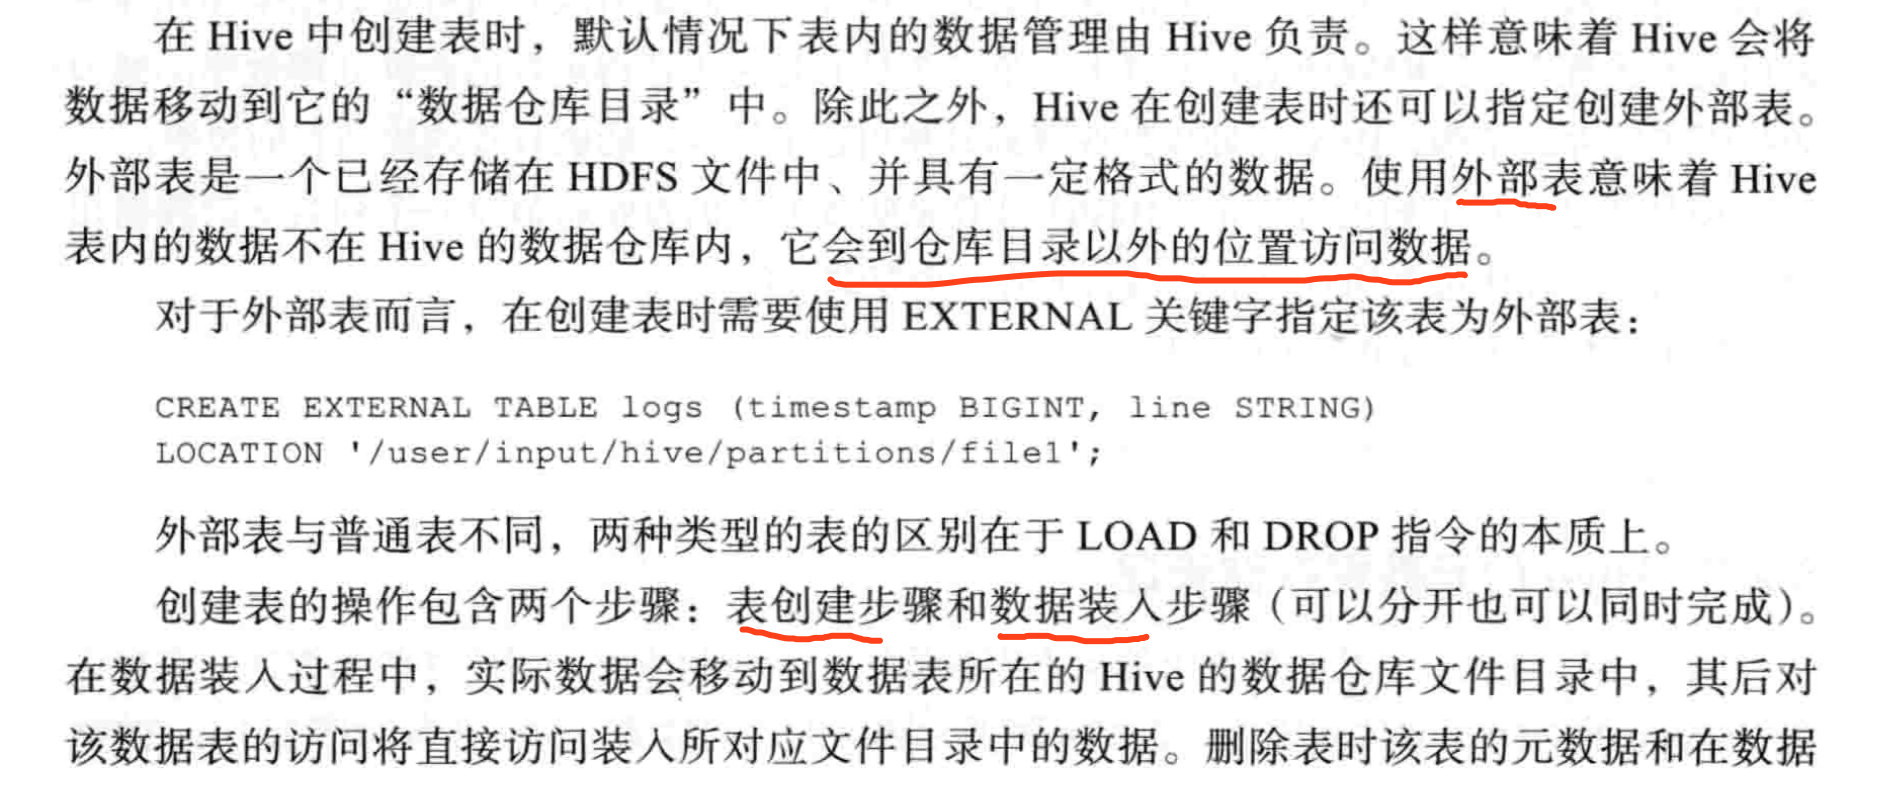 在 Hive 中创建表时，默认情况下表内的数据管理由 Hive 负责。这样意味着 Hive 会将
数据移动到它的“数据仓库目录”中。除此之外，Hive 在创建表时还可以指定创建外部表。
外部表是一个已经存储在 HDFS 文件中、并具有一定格式的数据。使用外部表意味着 Hive
表内的数据不在 Hive 的数据仓库内，它会到仓库目录以外的位置访问数据。
对于外部表而言，在创建表时需要使用 EXTERNAL 关键字指定该表为外部表：
CREATE EXTERNAL TABLE logs (timestamp BIGINT, line STRING)
LOCATION '/user/input/hive/partitions/file1';
外部表与普通表不同，两种类型的表的区别在于 LOAD 和 DROP 指令的本质上。
创建表的操作包含两个步骤：表创建步骤和数据装入步骤（可以分开也可以同时完成）。
在数据装入过程中，实际数据会移动到数据表所在的 Hive 的数据仓库文件目录中，其后对
该数据表的访问将直接访问装入所对应文件目录中的数据。删除表时该表的元数据和在数据